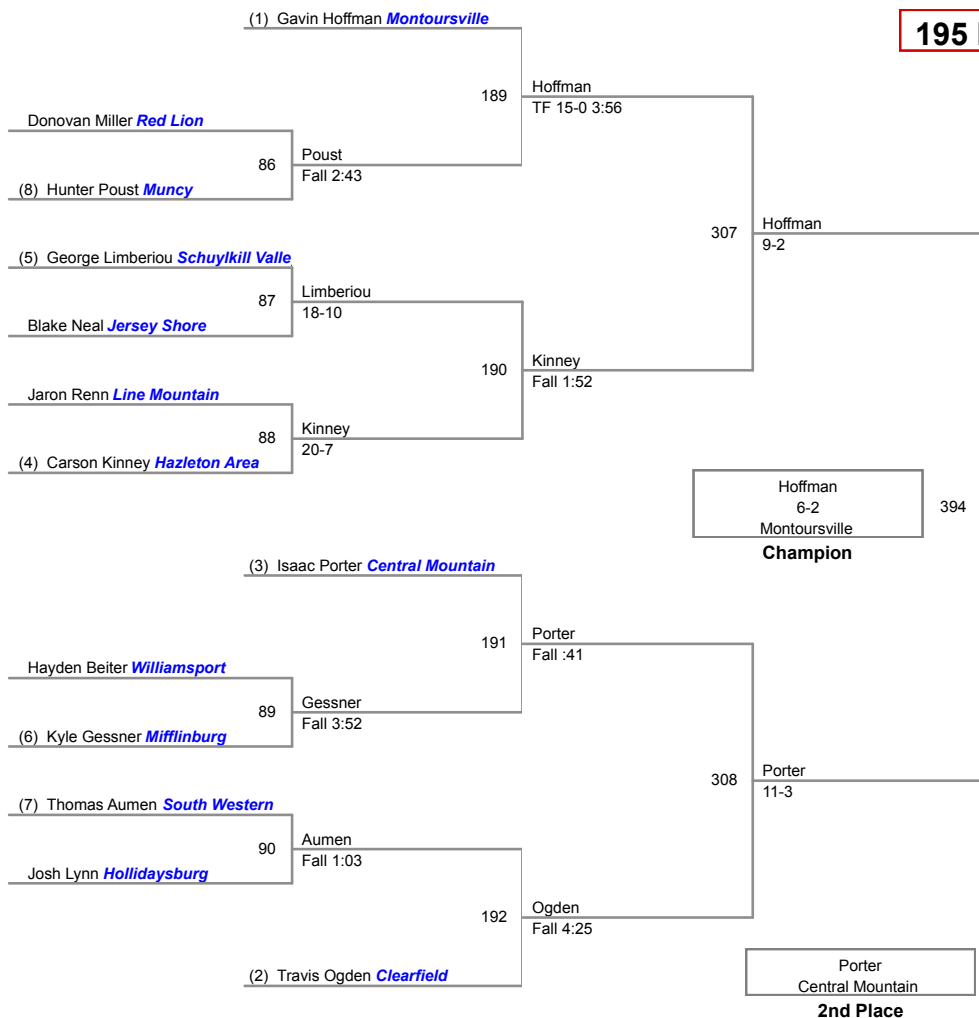 (1) Gavin Hoffman Montoursville
195
189
Hoffman
TF 15-0 3:56
Donovan Miller Red Lion
86
Poust
Fall 2:43
(8) Hunter Poust Muncy
307
Hoffman
9-2
(5) George Limberiou Schuylkill Valle
87
Limberiou
18-10
Blake Neal Jersey Shore
190
Kinney
Fall 1:52
Jaron Renn Line Mountain
88
Kinney
20-7
(4) Carson Kinney Hazleton Area
Hoffman
6-2
Montoursville
394
Champion
(3) Isaac Porter Central Mountain
191
Porter
Fall :41
Hayden Beiter Williamsport
89
Gessner
Fall 3:52
(6) Kyle Gessner Mifflinburg
308
Porter
11-3
(7) Thomas Aumen South Western
90
Aumen
Fall 1:03
Josh Lynn Hollidaysburg
192
Ogden
Fall 4:25
(2) Travis Ogden Clearfield
Porter
Central Mountain
2nd Place